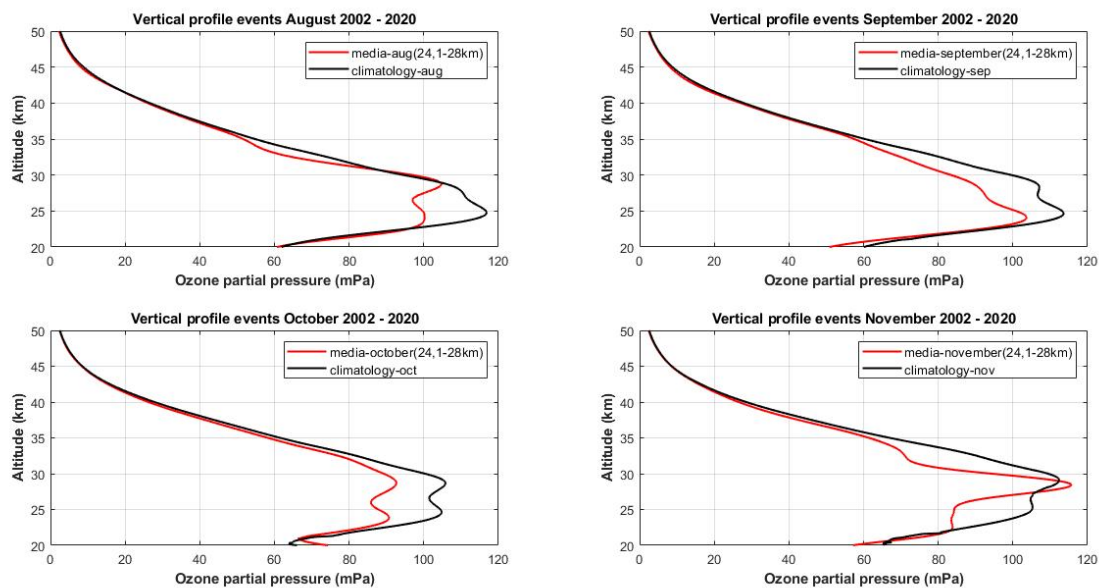 Vertical profile events August 2002 - 2020
50
45
40
35
30
25
20
Altitude (km)
media-aug(24,1-28km)
climatology-aug
0 20 40 60 80 100 120
Ozone partial pressure (mPa)
Vertical profile events September 2002 - 2020
50
45
40
35
30
25
20
Altitude (km)
media-september(24,1-28km)
climatology-sep
0 20 40 60 80 100 120
Ozone partial pressure (mPa)
Vertical profile events October 2002 - 2020
50
45
40
35
30
25
20
Altitude (km)
media-october(24,1-28km)
climatology-oct
0 20 40 60 80 100 120
Ozone partial pressure (mPa)
Vertical profile events November 2002 - 2020
50
45
40
35
30
25
20
Altitude (km)
media-november(24,1-28km)
climatology-nov
0 20 40 60 80 100 120
Ozone partial pressure (mPa)